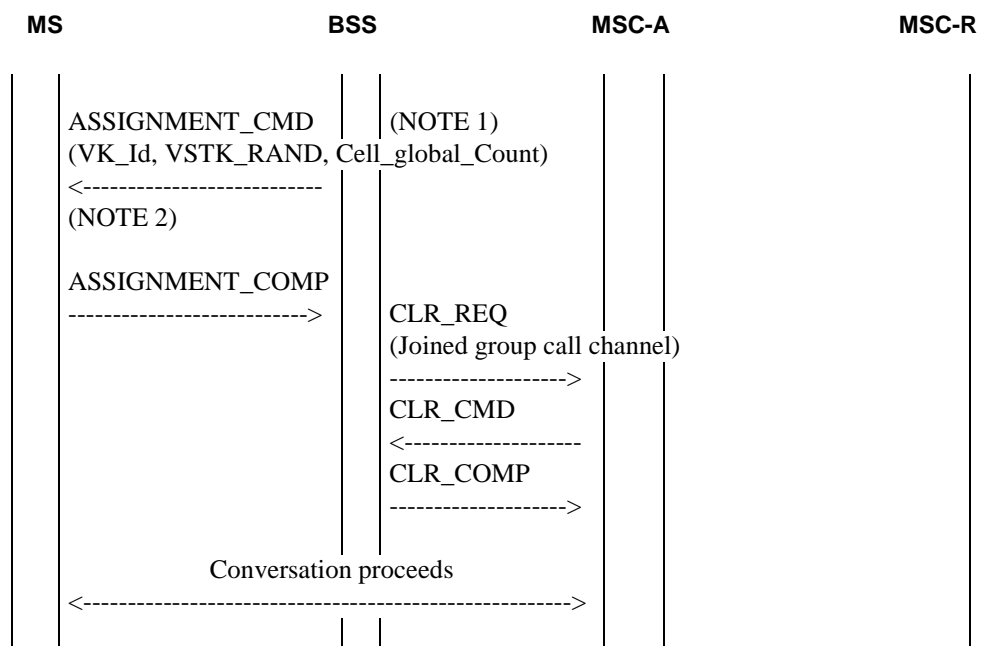 MS BSS MSC-A MSC-R
ASSIGNMENT_CMD (NOTE 1)
(VK_Id, VSTK_RAND, Cell_global_Count)
<---------------------------
(NOTE 2)
ASSIGNMENT_COMP
---------------------------> CLR_REQ
(Joined group call channel)
-------------------->
CLR_CMD
<--------------------
CLR_COMP
-------------------->
Conversation proceeds
<------------------------------------------------------->